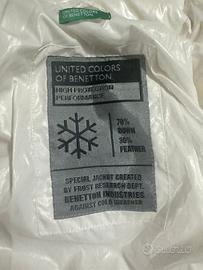 UNITED COLORS
OF BENETTON
UNITED COLORS
OF BENETTON.
HIGH PROTECTION
PERFORMANCE
70%
DOWN
30%
FEATHER
SPECIAL JACKET CREATED
BY FROST RESEARCH DEPT.
BENETTON INDUSTRIES
AGAINST COLD WEATHER
subito